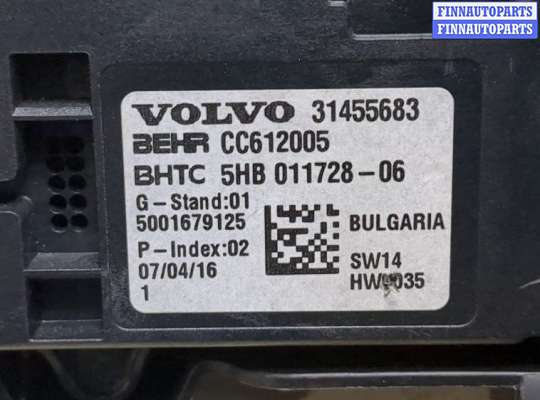 FINNAUTOPARTS
FINNAUTOPARTS
VOLVO 31455683
BEHR CC612005
BHTC 5HB 011728-06
G-Stand:01
5001679125
BULGARIA
P-Index:02
SW14
07/04/16
1